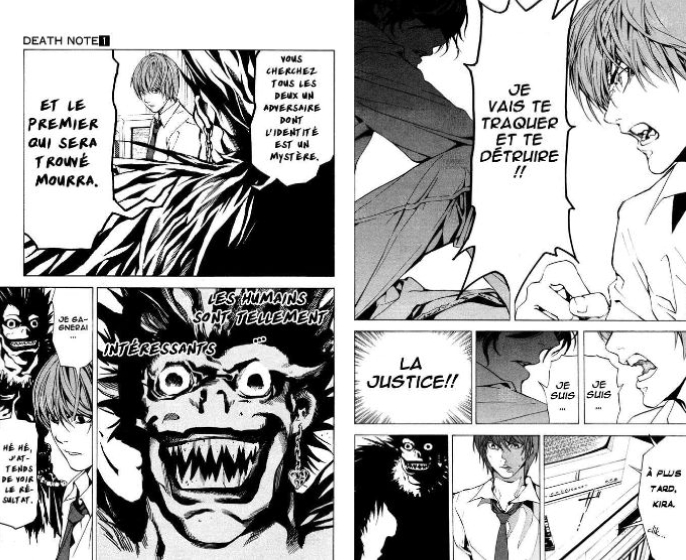 JE
VAIS TE
TRAQUER
ET TE
DÉTRUIRE
!!
JE
SUIS
...
JE
SUIS
...
LA
JUSTICE!!
À PLUS
TARD,
KIRA.
DEATH NOTE 1
VOUS
CHERCHEZ
TOUS LES
DEUX UN
ADVERSAIRE
DONT
L'IDENTITÉ
EST UN
MYSTÈRE.
ET LE
PREMIER
QUI SERA
TROUVÉ
MOURRA.
LES HUMAINS
SONT TELLEMENT
INTÉRESSANTS ...
JE GA-
GNERAI
...
HÉ HÉ,
J'AT-
TENDS
DE VOIR
LE RÉ-
SULTAT.